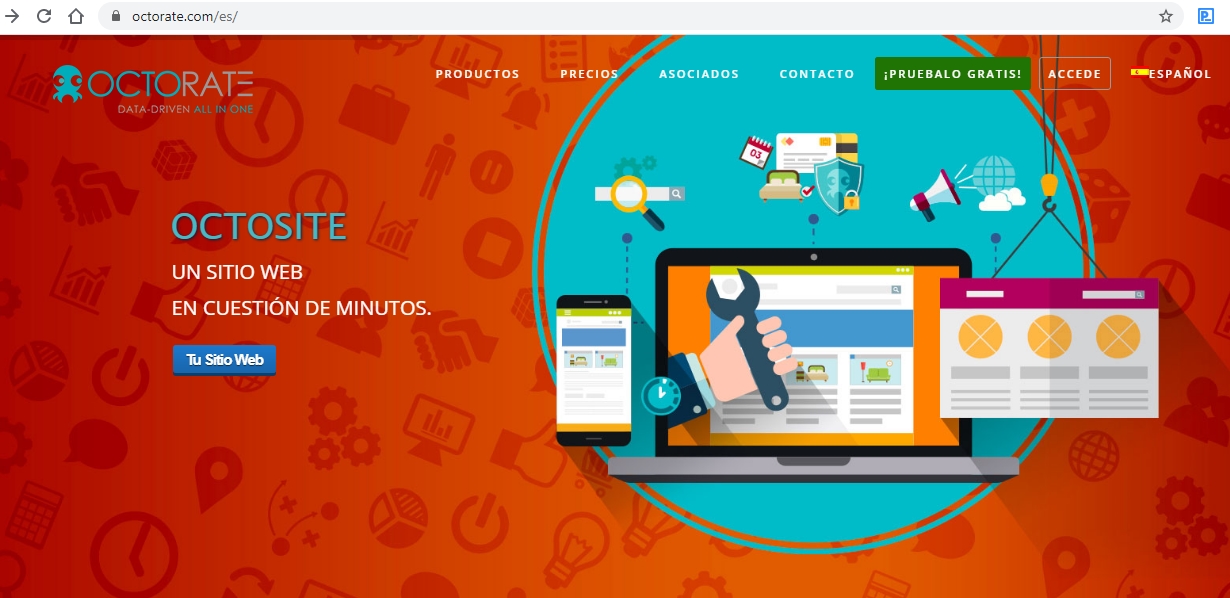 octorate.com/es/
OCTORATE
DATA-DRIVEN ALL IN ONE
PRODUCTOS
PRECIOS
ASOCIADOS
CONTACTO
¡PRUEBALO GRATIS!
ACCEDE
ESPAÑOL
03
OCTOSITE
UN SITIO WEB
EN CUESTIÓN DE MINUTOS.
Tu Sitio Web